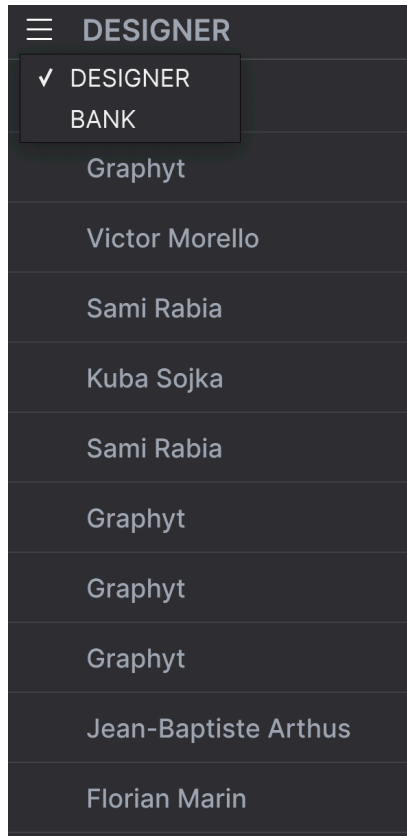 DESIGNER
✓ DESIGNER
BANK
Graphyt
Victor Morello
Sami Rabia
Kuba Sojka
Sami Rabia
Graphyt
Graphyt
Graphyt
Jean-Baptiste Arthus
Florian Marin